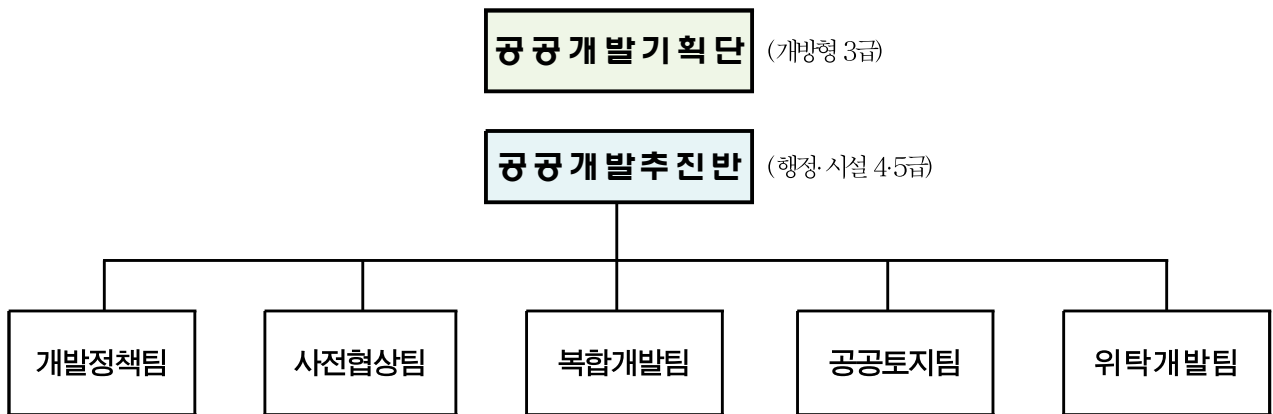 공공개발기획단 (개방형 3급)
공공개발추진반 (행정·시설 4·5급)
개발정책팀 사전협상팀 복합개발팀 공공토지팀 위탁개발팀